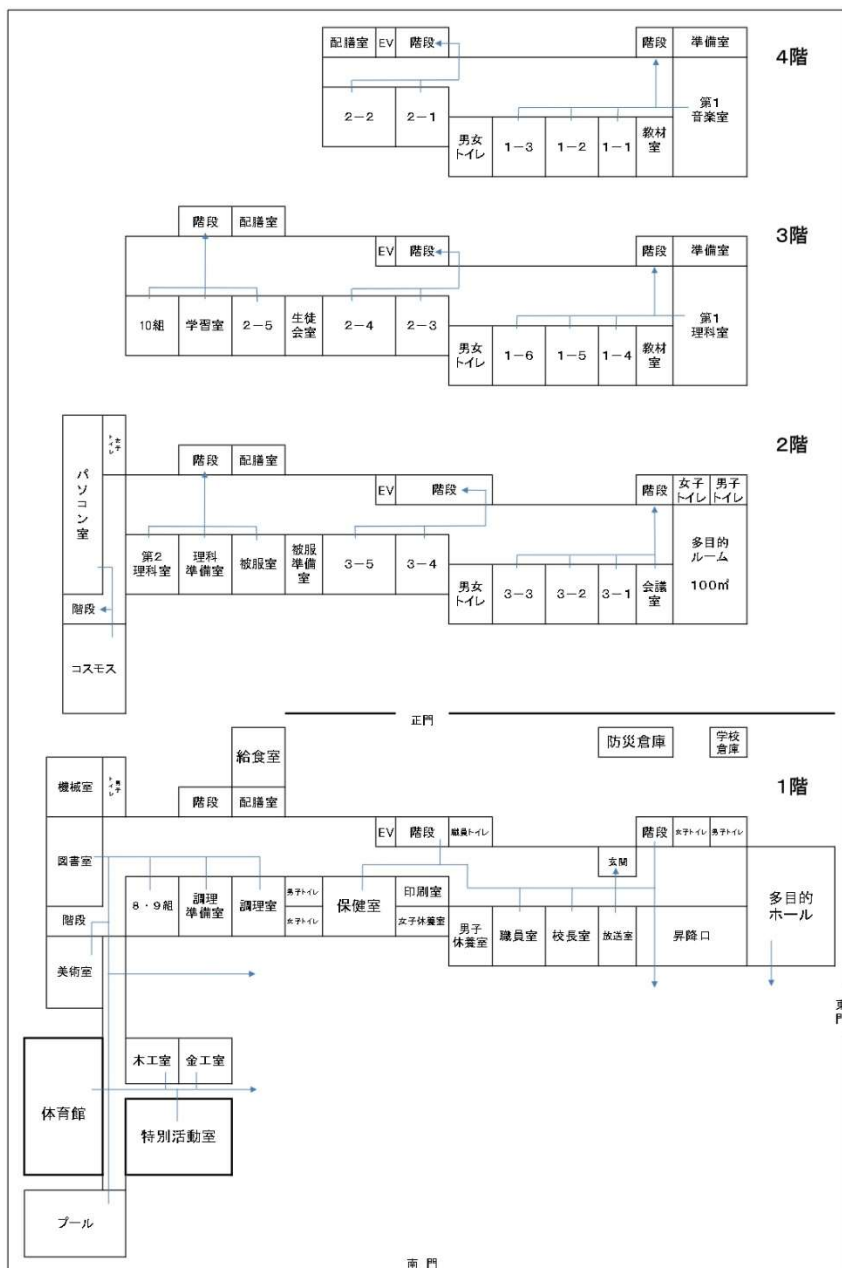 4階
配膳室 EV 階段 階段 準備室
第1
音楽室
2－2 2－1
男女
トイレ
1－3 1－2 1－1
教材
室
3階
階段 配膳室
EV 階段 階段 準備室
第1
理科室
10組 学習室 2－5
生徒
会室
2－4 2－3
男女
トイレ
1－6 1－5 1－4
教材
室
2階
パソコン室
女子
トイレ
階段 配膳室
EV 階段 階段
女子
トイレ
男子
トイレ
多目的
ルーム
100㎡
第2
理科室
理科
準備室
被服室
被服
準備
室
3－5 3－4
男女
トイレ
3－3 3－2 3－1
会議
室
階段
コスモス
正門
1階
給食室
防災倉庫
学校
倉庫
機械室
男子
トイレ
階段 配膳室
EV 階段 職員トイレ
階段 女子トイレ 男子トイレ
玄関
図書室
8・9組
調理
準備室
調理室
男子トイレ
女子トイレ
保健室
印刷室
女子休養室
男子
休養室
職員室 校長室 放送室 昇降口
多目的
ホール
階段
美術室
東
門
木工室 金工室
体育館
特別活動室
プール
南門